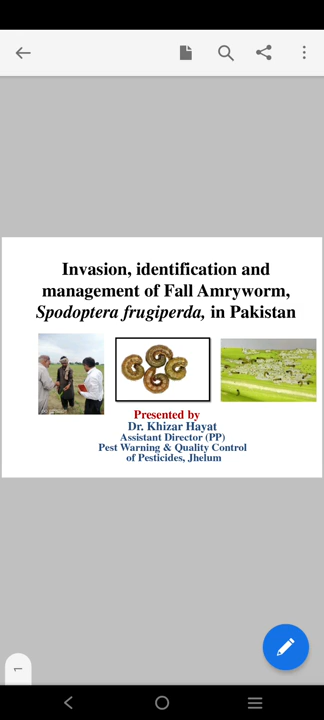 Invasion, identification and
management of Fall Amryworm,
Spodoptera frugiperda, in Pakistan
Presented by
Dr. Khizar Hayat
Assistant Director (PP)
Pest Warning & Quality Control
of Pesticides, Jhelum
1